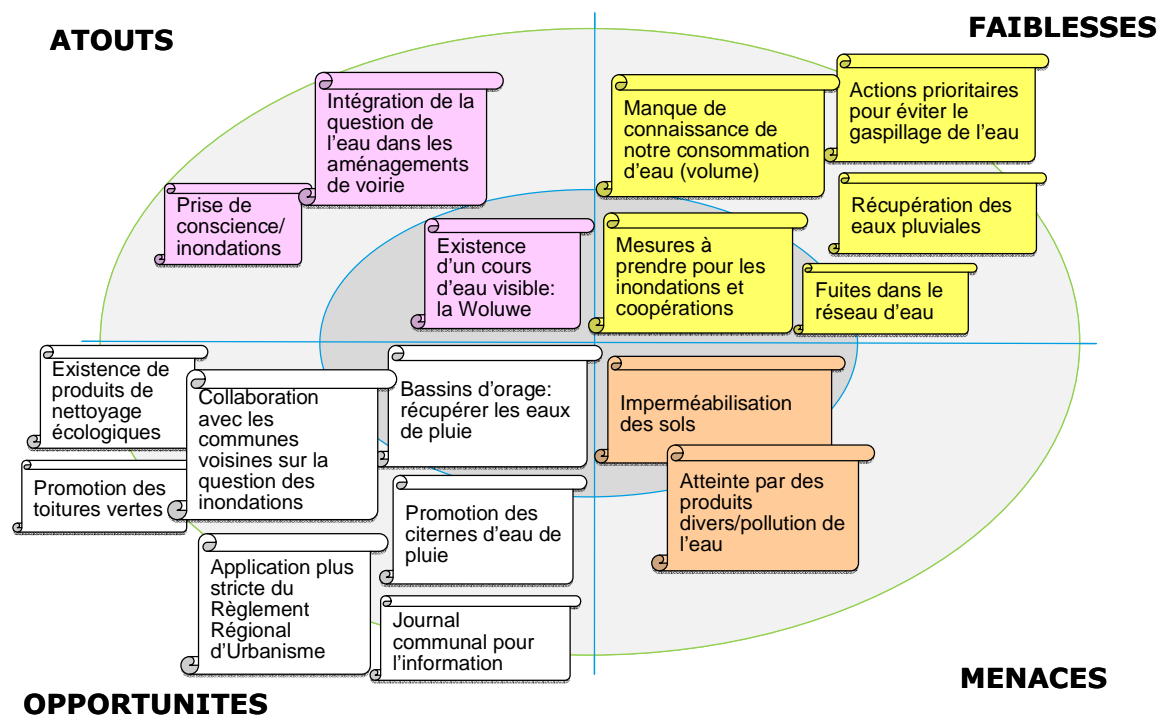 ATOUTS
FAIBLESSES
Intégration de la
question de
l’eau dans les
aménagements
de voirie
Prise de
conscience/
inondations
Existence
d’un cours
d’eau visible:
la Woluwe
Manque de
connaissance de
notre consommation
d’eau (volume)
Actions prioritaires
pour éviter le
gaspillage de l’eau
Récupération des
eaux pluviales
Mesures à
prendre pour les
inondations et
coopérations
Fuites dans le
réseau d’eau
Existence de
produits de
nettoyage
écologiques
Collaboration
avec les
communes
voisines sur la
question des
inondations
Bassins d’orage:
récupérer les eaux
de pluie
Promotion des
toitures vertes
Promotion des
citernes d’eau de
pluie
Application plus
stricte du
Règlement
Régional
d’Urbanisme
Journal
communal pour
l’information
Imperméabilisation
des sols
Atteinte par des
produits
divers/pollution de
l’eau
OPPORTUNITES
MENACES